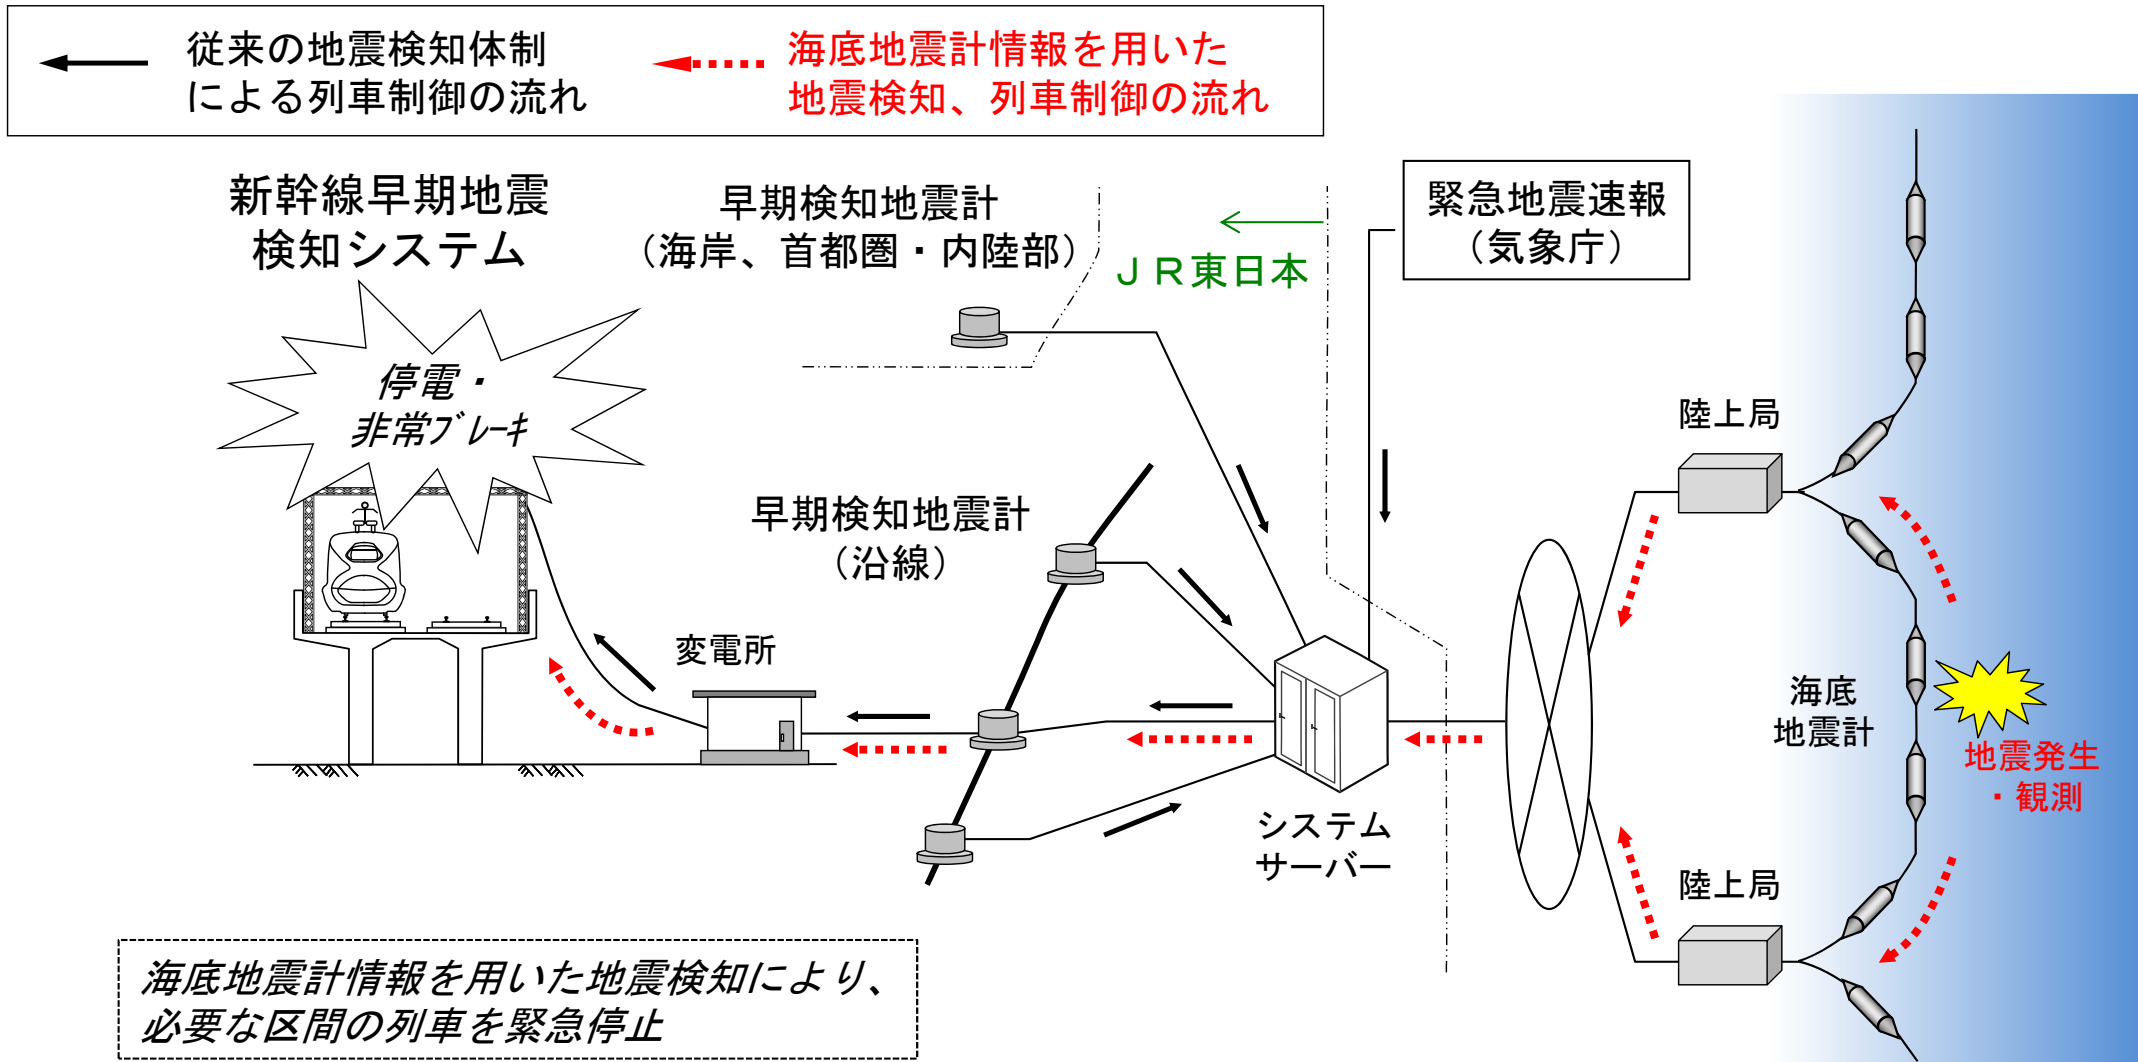 従来の地震検知体制
による列車制御の流れ
海底地震計情報を用いた
地震検知、列車制御の流れ
新幹線早期地震
検知システム
早期検知地震計
（海岸、首都圏・内陸部）
ＪＲ東日本
緊急地震速報
（気象庁）
停電・
非常ﾌﾞﾚｰｷ
陸上局
早期検知地震計
（沿線）
変電所
海底
地震計
地震発生
・観測
システム
サーバー
陸上局
海底地震計情報を用いた地震検知により、
必要な区間の列車を緊急停止